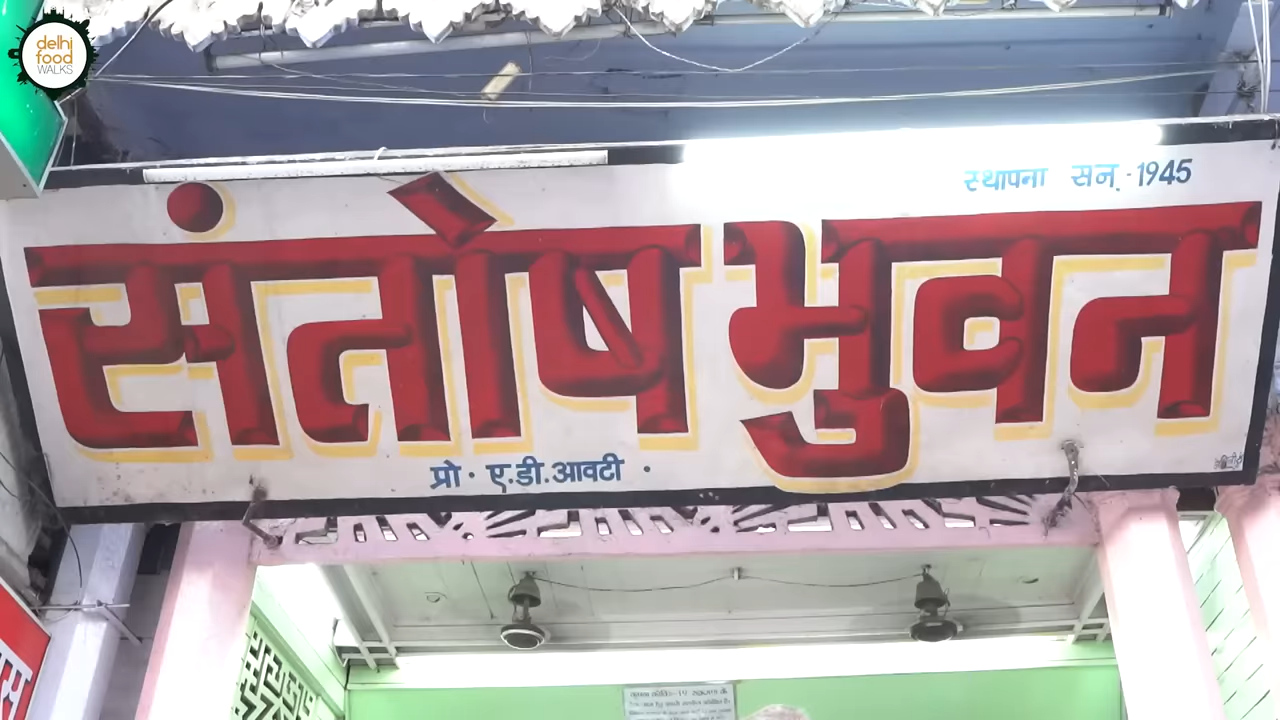 delhi
food
WALKS
स्थापना सन् - 1945
संतोष भुवन
प्रो. ए.डी. आवटी .